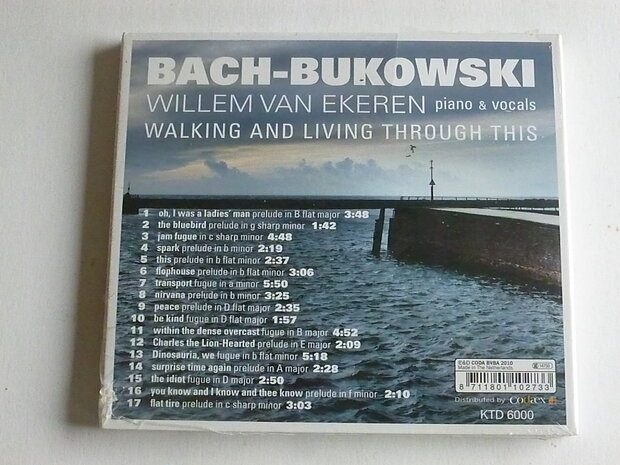 BACH-BUKOWSKI
WILLEM VAN EKEREN piano & vocals
WALKING AND LIVING THROUGH THIS
1 oh, I was a ladies' man prelude in B flat major 3:48
2 the bluebird prelude in g sharp minor 1:42
3 jam fugue in c sharp minor 4:48
4 spark prelude in b minor 2:19
5 this prelude in b flat minor 2:37
6 flophouse prelude in b flat minor 3:06
7 transport fugue in a minor 5:50
8 nirvana prelude in b minor 3:25
9 peace prelude in D flat major 2:35
10 be kind fugue in D flat major 1:57
11 within the dense overcast fugue in B major 4:52
12 Charles the Lion-Hearted prelude in E major 2:09
13 Dinosauria, we fugue in b flat minor 5:18
14 surprise time again prelude in A major 2:28
15 the idiot fugue in D major 2:50
16 you know and I know and thee know prelude in f minor - 2:10
17 flat tire prelude in c sharp minor 3:03
CODA BVBA 2010
Made in The Netherlands
8 711801 102733
Distributed by codaex
KTD 6000